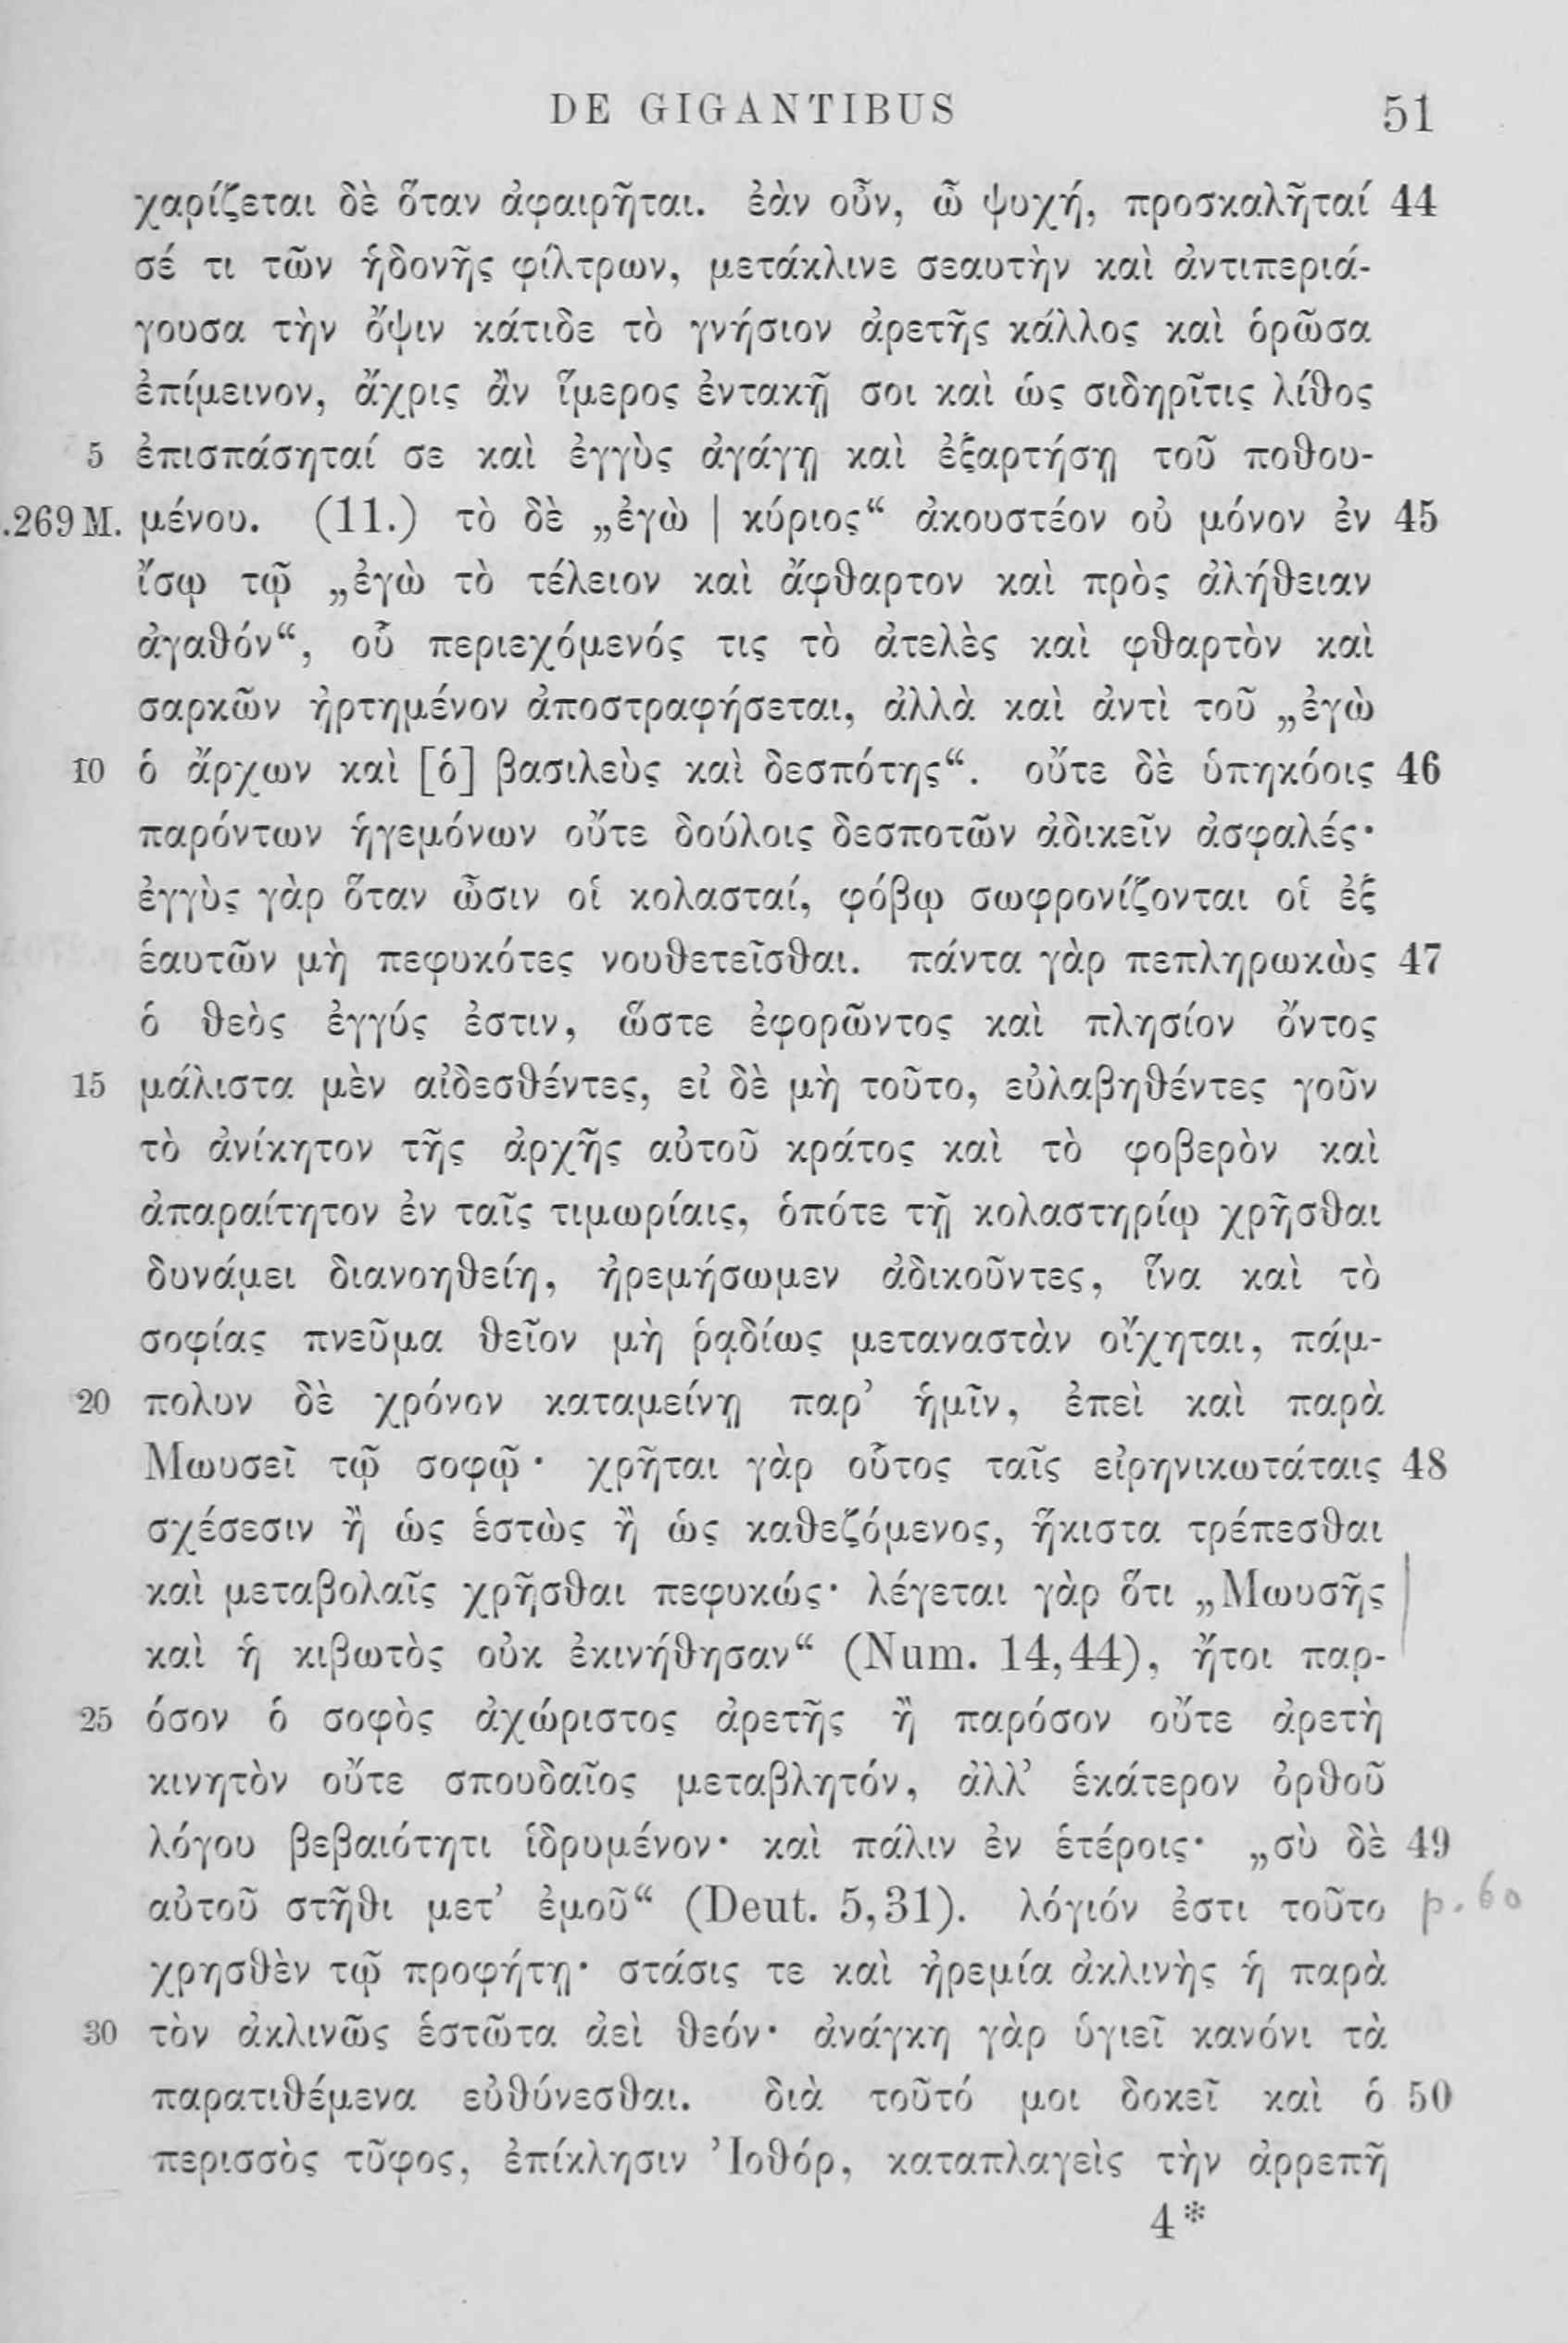 DE GIGANTIBUS 51
χαρίζεται δὲ ὅταν ἀφαιρῆται. ἐὰν οὖν, ὦ ψυχή, προσκαλῆταί 44
σέ τι τῶν ἡδονῆς φίλτρων, μετάκλινε σεαυτὴν καὶ ἀντιπεριά-
γουσα τὴν ὄψιν κάτιδε τὸ γνήσιον ἀρετῆς κάλλος καὶ ὁρῶσα
ἐπίμεινον, ἄχρις ἂν ἵμερος ἐντακῇ σοι καὶ ὡς σιδηρῖτις λίθος
5 ἐπισπάσηταί σε καὶ ἐγγὺς ἀγάγῃ καὶ ἐξαρτήσῃ τοῦ ποθου-
.269 M. μένου. (11.) τὸ δὲ „ἐγὼ | κύριος“ ἀκουστέον οὐ μόνον ἐν 45
ἴσῳ τῷ „ἐγὼ τὸ τέλειον καὶ ἄφθαρτον καὶ πρὸς ἀλήθειαν
ἀγαθόν“, οὗ περιεχόμενός τις τὸ ἀτελὲς καὶ φθαρτὸν καὶ
σαρκῶν ἠρτημένον ἀποστραφήσεται, ἀλλὰ καὶ ἀντὶ τοῦ „ἐγὼ
10 ὁ ἄρχων καὶ [ὁ] βασιλεὺς καὶ δεσπότης“. οὔτε δὲ ὑπηκόοις 46
παρόντων ἡγεμόνων οὔτε δούλοις δεσποτῶν ἀδικεῖν ἀσφαλές·
ἐγγὺς γὰρ ὅταν ὦσιν οἱ κολασταί, φόβῳ σωφρονίζονται οἱ ἐξ
ἑαυτῶν μὴ πεφυκότες νουθετεῖσθαι. πάντα γὰρ πεπληρωκὼς 47
ὁ θεὸς ἐγγύς ἐστιν, ὥστε ἐφορῶντος καὶ πλησίον ὄντος
15 μάλιστα μὲν αἰδεσθέντες, εἰ δὲ μὴ τοῦτο, εὐλαβηθέντες γοῦν
τὸ ἀνίκητον τῆς ἀρχῆς αὐτοῦ κράτος καὶ τὸ φοβερὸν καὶ
ἀπαραίτητον ἐν ταῖς τιμωρίαις, ὁπότε τῇ κολαστηρίῳ χρῆσθαι
δυνάμει διανοηθείη, ἠρεμήσωμεν ἀδικοῦντες, ἵνα καὶ τὸ
σοφίας πνεῦμα θεῖον μὴ ῥᾳδίως μεταναστὰν οἴχηται, πάμ-
20 πολυν δὲ χρόνον καταμείνῃ παρ’ ἡμῖν, ἐπεὶ καὶ παρὰ
Μωυσεῖ τῷ σοφῷ· χρῆται γὰρ οὗτος ταῖς εἰρηνικωτάταις 48
σχέσεσιν ἢ ὡς ἑστὼς ἢ ὡς καθεζόμενος, ἥκιστα τρέπεσθαι
καὶ μεταβολαῖς χρῆσθαι πεφυκώς· λέγεται γὰρ ὅτι „Μωυσῆς
καὶ ἡ κιβωτὸς οὐκ ἐκινήθησαν“ (Num. 14,44), ἤτοι παρ-
25 όσον ὁ σοφὸς ἀχώριστος ἀρετῆς ἢ παρόσον οὔτε ἀρετὴ
κινητὸν οὔτε σπουδαῖος μεταβλητόν, ἀλλ’ ἑκάτερον ὀρθοῦ
λόγου βεβαιότητι ἱδρυμένον· καὶ πάλιν ἐν ἑτέροις· „σὺ δὲ 49
αὐτοῦ στῆθι μετ’ ἐμοῦ“ (Deut. 5,31). λόγιόν ἐστι τοῦτο p. 60
χρησθὲν τῷ προφήτῃ· στάσις τε καὶ ἠρεμία ἀκλινὴς ἡ παρὰ
30 τὸν ἀκλινῶς ἑστῶτα ἀεὶ θεόν· ἀνάγκη γὰρ ὑγιεῖ κανόνι τὰ
παρατιθέμενα εὐθύνεσθαι. διὰ τοῦτό μοι δοκεῖ καὶ ὁ 50
περισσὸς τῦφος, ἐπίκλησιν Ἰοθόρ, καταπλαγεὶς τὴν ἀρρεπῆ
4*